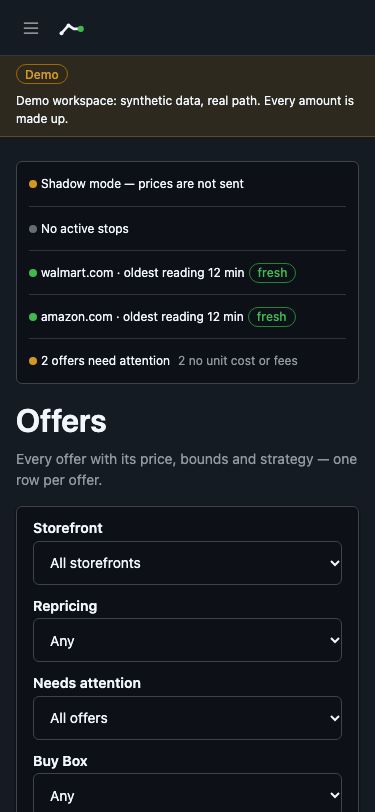 Demo
Demo workspace: synthetic data, real path. Every amount is
made up.
Shadow mode — prices are not sent
No active stops
walmart.com · oldest reading 12 min fresh
amazon.com · oldest reading 12 min fresh
2 offers need attention 2 no unit cost or fees
Offers
Every offer with its price, bounds and strategy — one
row per offer.
Storefront
All storefronts
Repricing
Any
Needs attention
All offers
Buy Box
Any